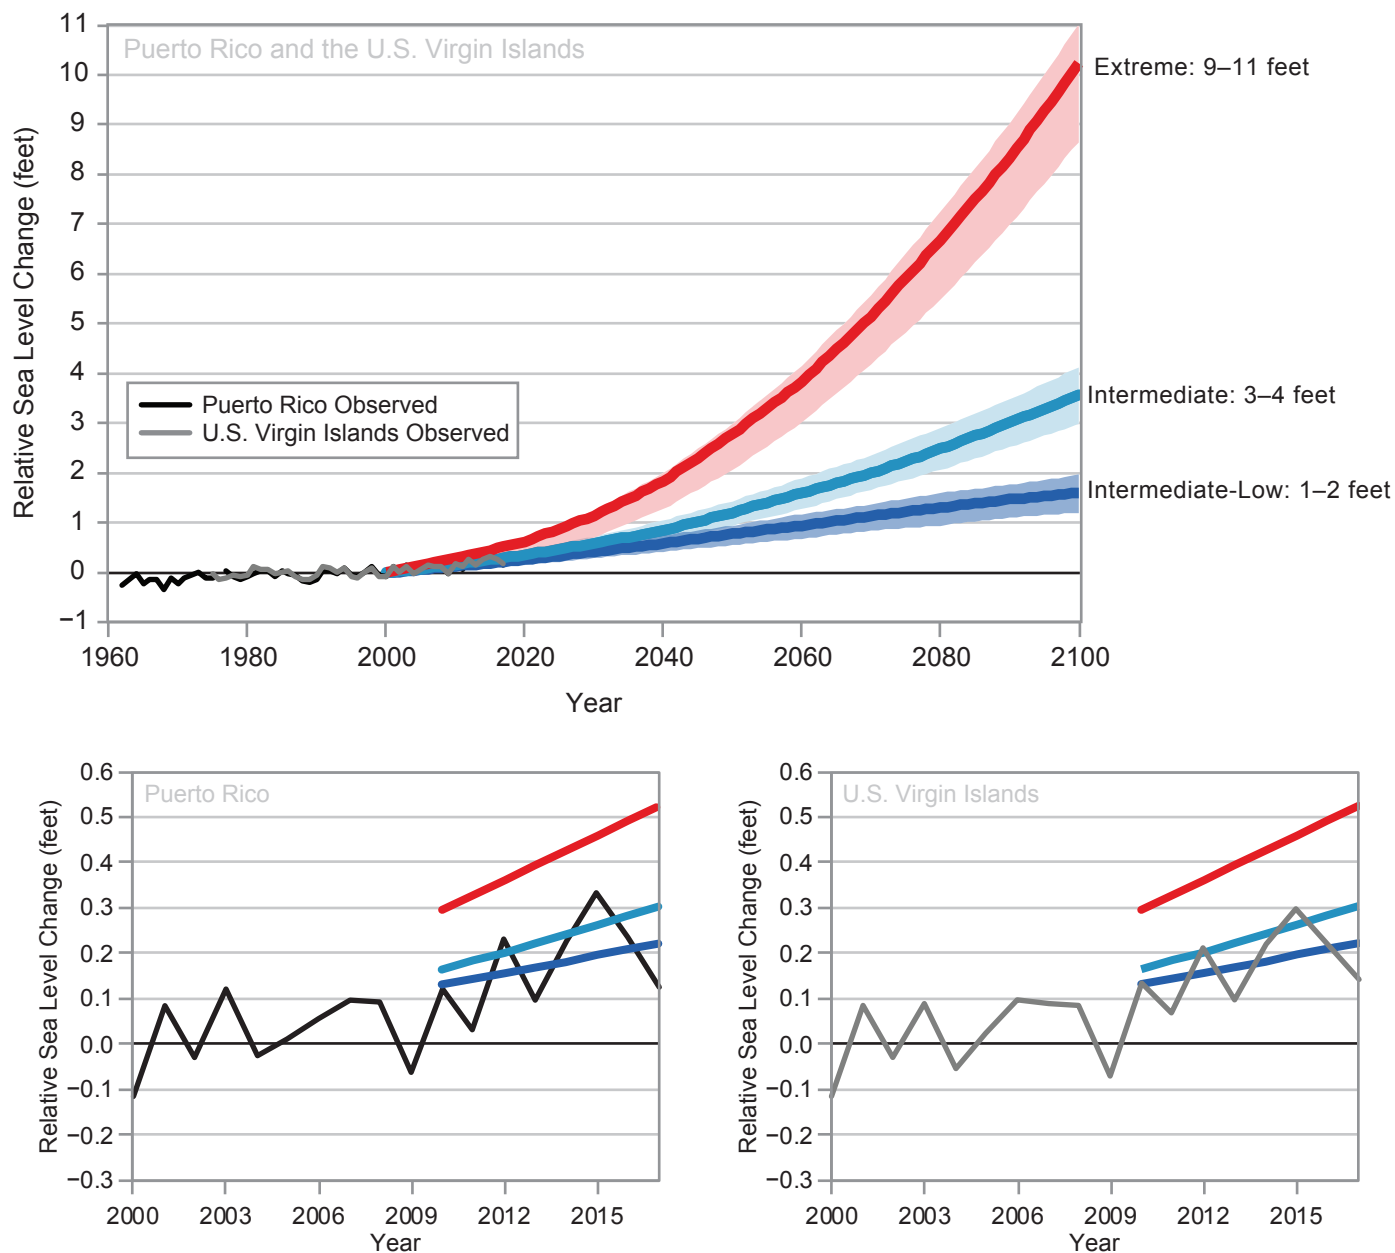 Puerto Rico and the U.S. Virgin Islands
Relative Sea Level Change (feet)
11
10
9
8
7
6
5
4
3
2
1
0
−1
Extreme: 9–11 feet
Intermediate: 3–4 feet
Intermediate-Low: 1–2 feet
Puerto Rico Observed
U.S. Virgin Islands Observed
1960 1980 2000 2020 2040 2060 2080 2100
Year
Puerto Rico
Relative Sea Level Change (feet)
0.6
0.5
0.4
0.3
0.2
0.1
0.0
−0.1
−0.2
−0.3
2000 2003 2006 2009 2012 2015
Year
U.S. Virgin Islands
Relative Sea Level Change (feet)
0.6
0.5
0.4
0.3
0.2
0.1
0.0
−0.1
−0.2
−0.3
2000 2003 2006 2009 2012 2015
Year